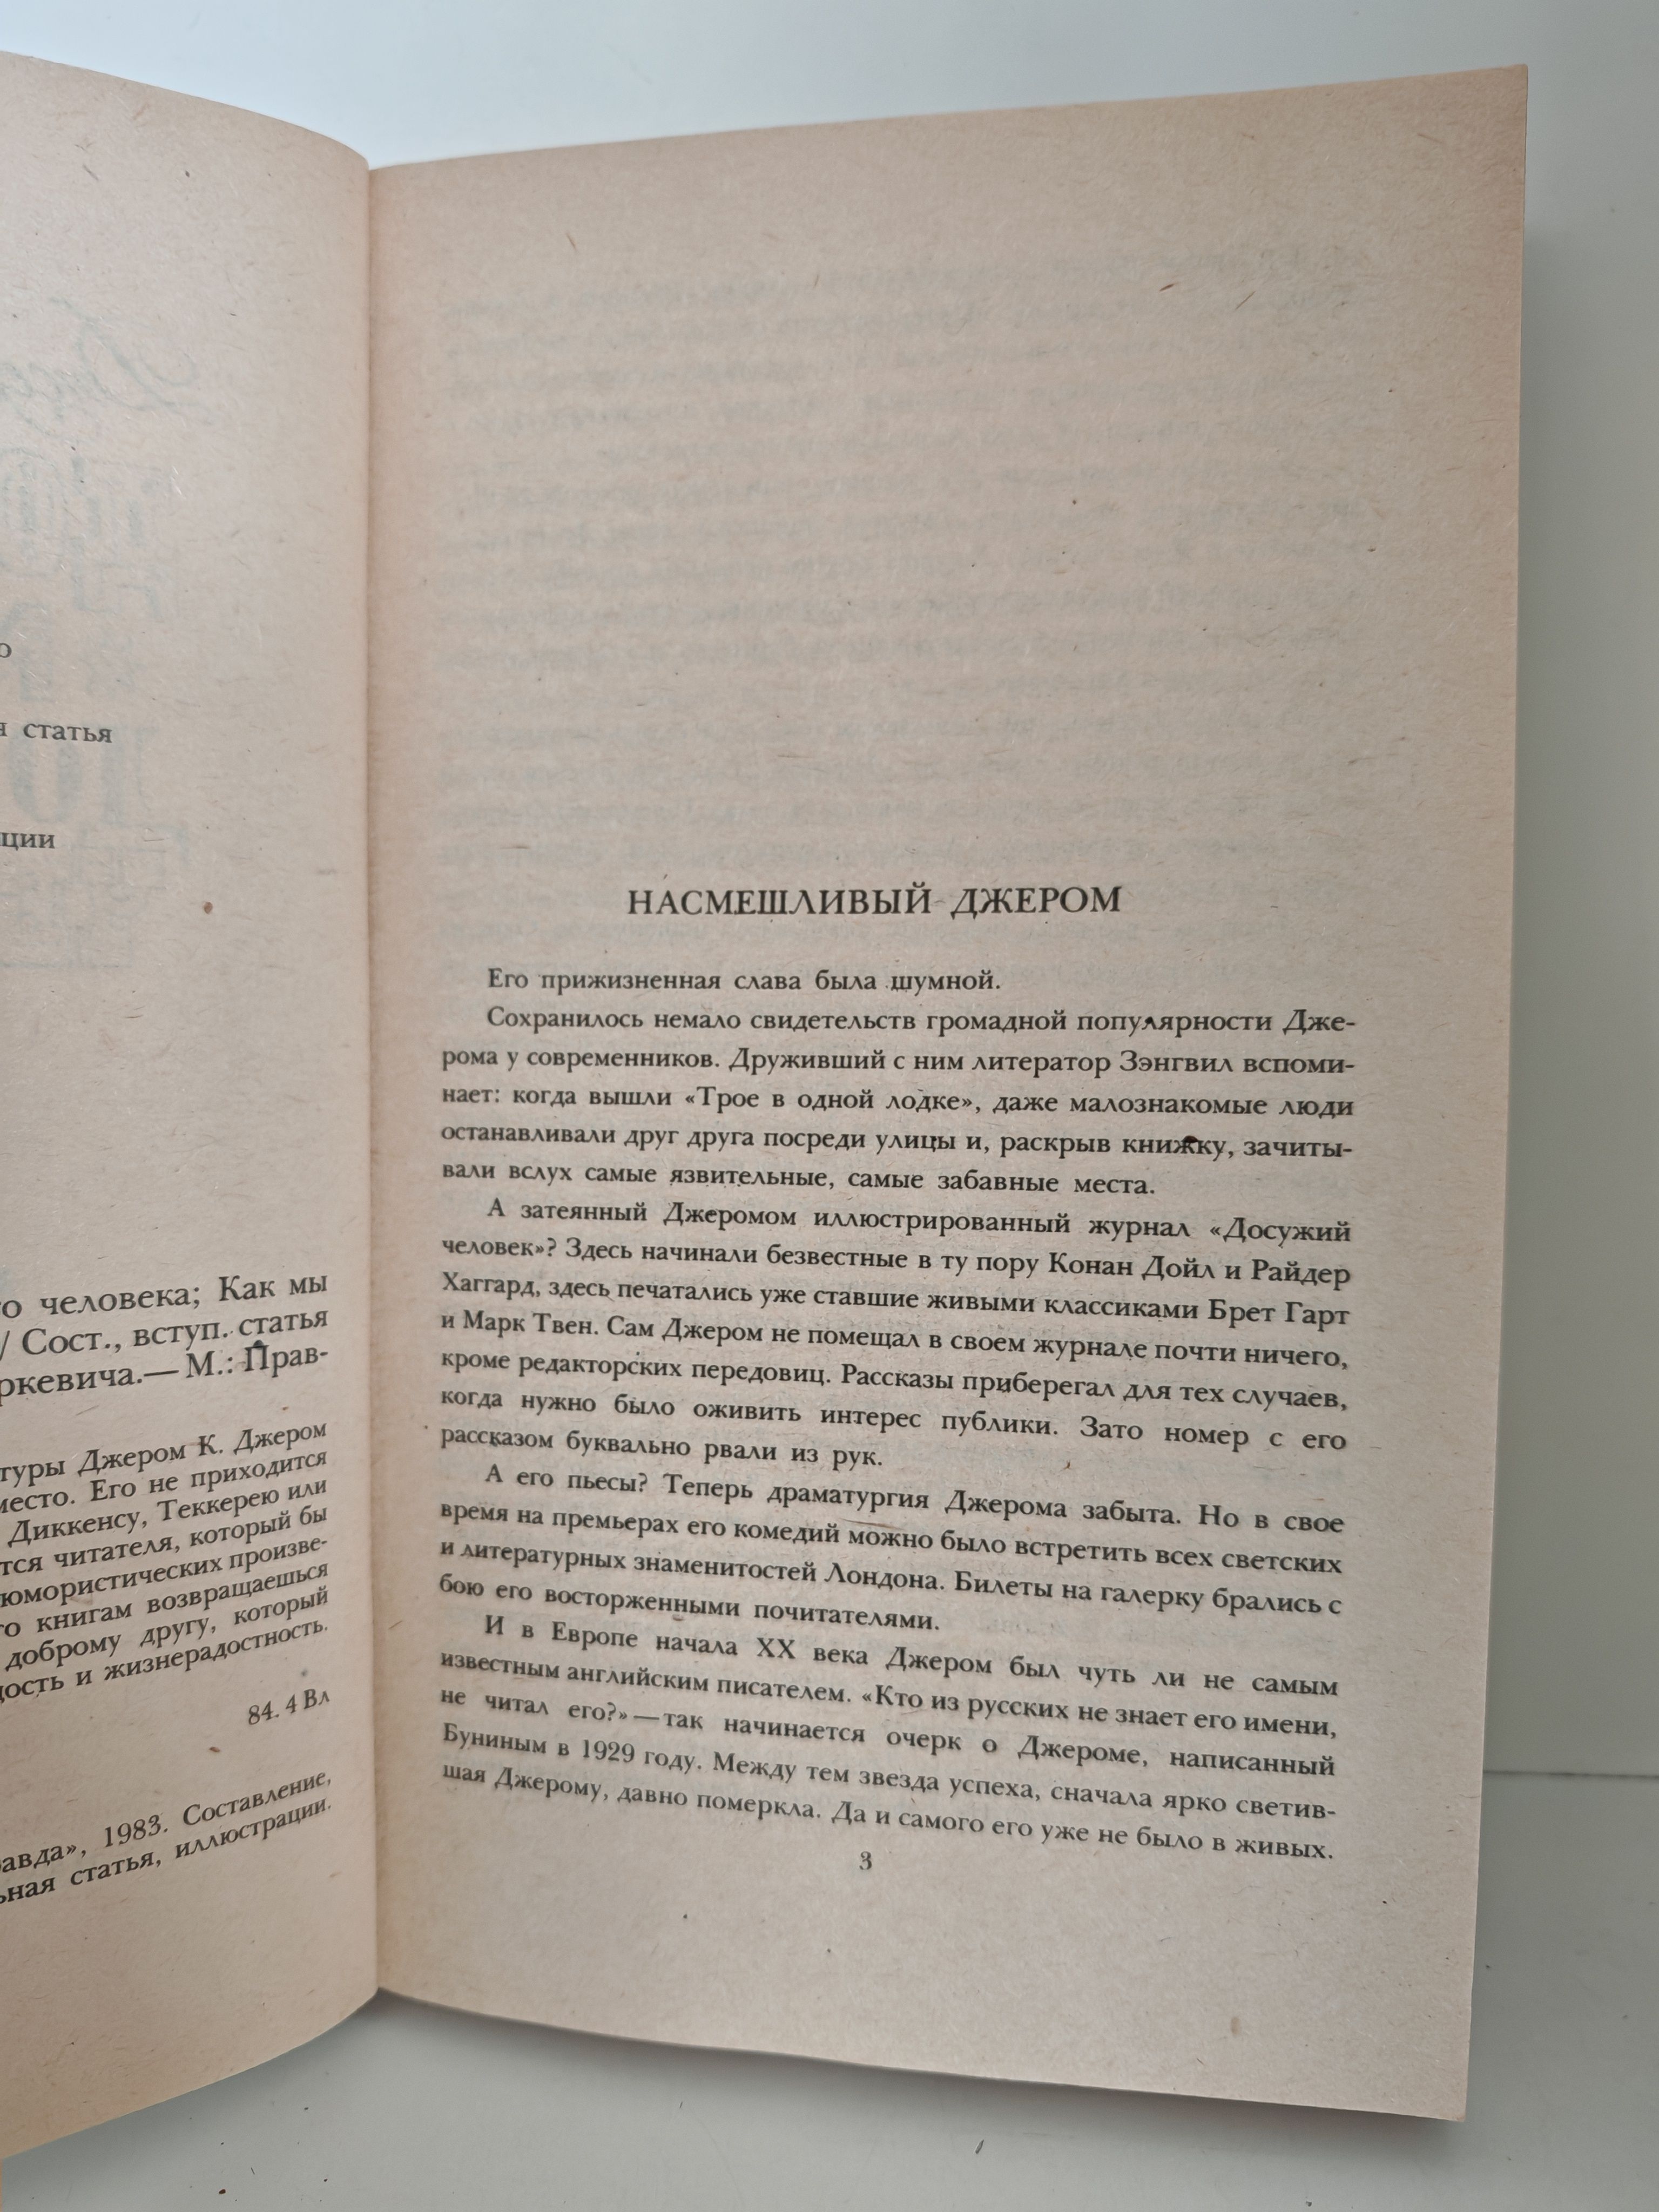 о
статья
ции
о человека; Как мы
/ Сост., вступ. статья
ркевича.— М.: Прав-
туры Джером К. Джером
место. Его не приходится
Диккенсу, Теккерею или
тся читателя, который бы
юмористических произве-
го книгам возвращаешься
доброму другу, который
дость и жизнерадостность.
84. 4 Вл
авда», 1983. Составление,
ьная статья, иллюстрации.
НАСМЕШЛИВЫЙ ДЖЕРОМ
Его прижизненная слава была шумной.
Сохранилось немало свидетельств громадной популярности Дже-
рома у современников. Друживший с ним литератор Зэнгвил вспоми-
нает: когда вышли «Трое в одной лодке», даже малознакомые люди
останавливали друг друга посреди улицы и, раскрыв книжку, зачиты-
вали вслух самые язвительные, самые забавные места.
А затеянный Джеромом иллюстрированный журнал «Досужий
человек»? Здесь начинали безвестные в ту пору Конан Дойл и Райдер
Хаггард, здесь печатались уже ставшие живыми классиками Брет Гарт
и Марк Твен. Сам Джером не помещал в своем журнале почти ничего,
кроме редакторских передовиц. Рассказы приберегал для тех случаев,
когда нужно было оживить интерес публики. Зато номер с его
рассказом буквально рвали из рук.
А его пьесы? Теперь драматургия Джерома забыта. Но в свое
время на премьерах его комедий можно было встретить всех светских
и литературных знаменитостей Лондона. Билеты на галерку брались с
бою его восторженными почитателями.
И в Европе начала XX века Джером был чуть ли не самым
известным английским писателем. «Кто из русских не знает его имени,
не читал его?» — так начинается очерк о Джероме, написанный
Буниным в 1929 году. Между тем звезда успеха, сначала ярко светив-
шая Джерому, давно померкла. Да и самого его уже не было в живых.
3